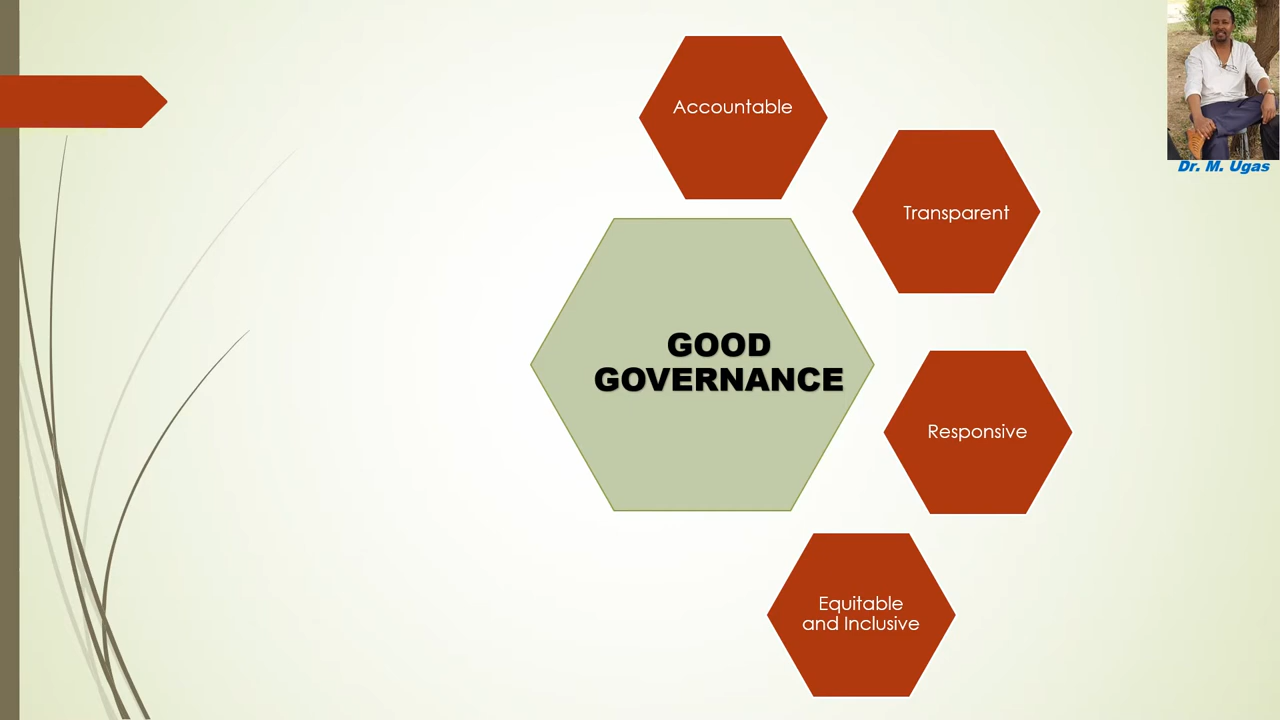 Accountable
Transparent
Dr. M. Ugas
GOOD
GOVERNANCE
Responsive
Equitable
and Inclusive